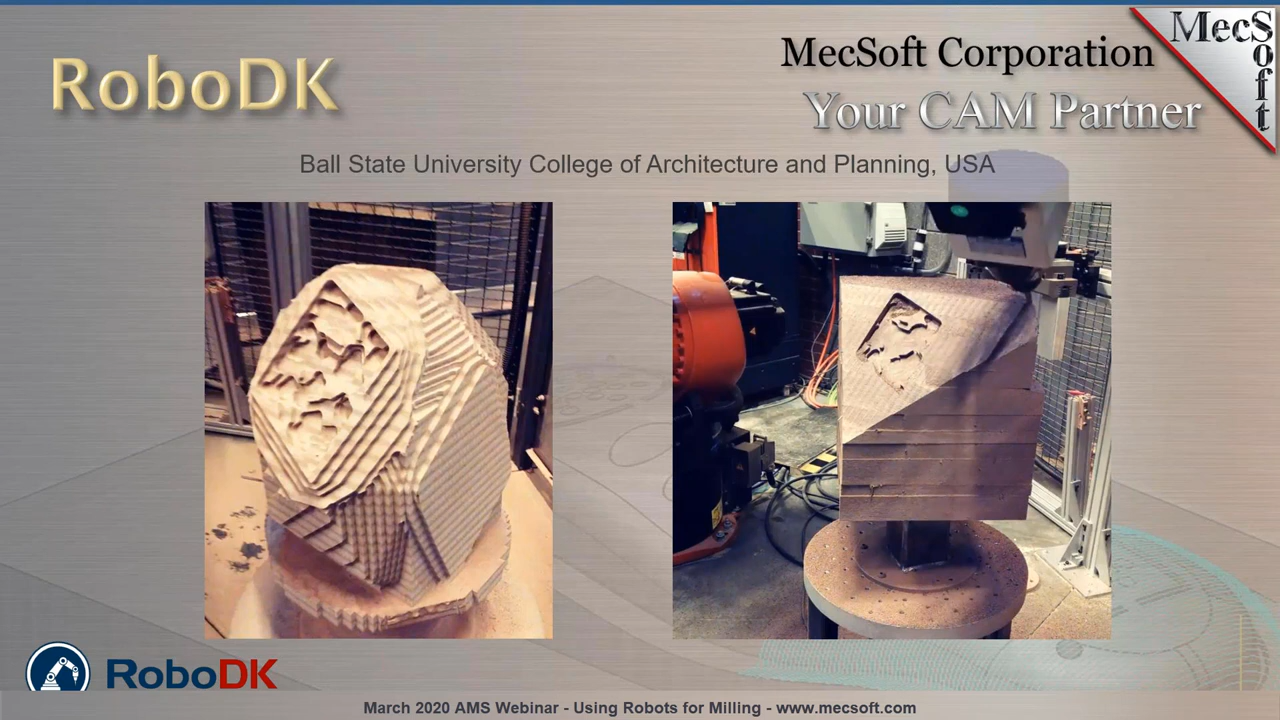 RoboDK
MecSoft Corporation
Your CAM Partner
MecSoft
Ball State University College of Architecture and Planning, USA
RoboDK
March 2020 AMS Webinar - Using Robots for Milling - www.mecsoft.com